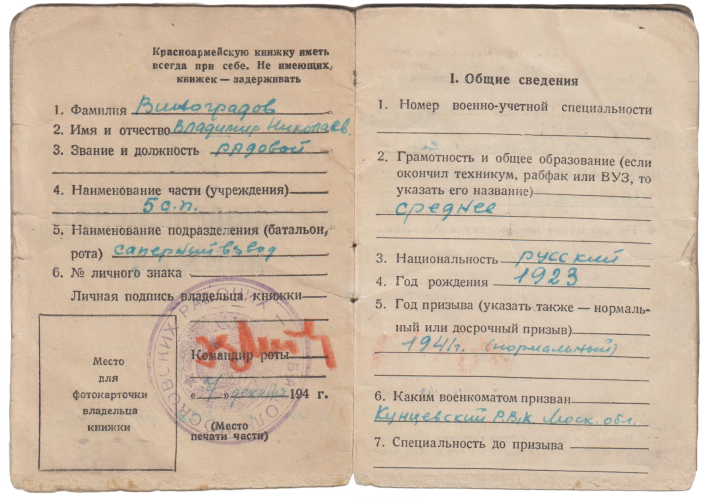 Красноармейскую книжку иметь
всегда при себе. Не имеющих
книжек — задерживать
1. Фамилия Виноградов
2. Имя и отчество Владимир Николаев.
3. Звание и должность рядовой
4. Наименование части (учреждения)
5 с.п.
5. Наименование подразделения (батальон,
рота) саперный взвод
6. № личного знака
Личная подпись владельца книжки
Место
для
фотокарточки
владельца
книжки
Командир роты
« » декабря 194 г.
(Место
печати части)
МОСКОВСКИХ РАБОЧИХ
I. Общие сведения
1. Номер военно-учетной специальности
2. Грамотность и общее образование (если
окончил техникум, рабфак или ВУЗ, то
указать его название)
среднее
3. Национальность русский
4. Год рождения 1923
5. Год призыва (указать также — нормаль-
ный или досрочный призыв)
1941г. (нормальный)
6. Каким военкоматом призван
Кунцевский РВК Моск. обл.
7. Специальность до призыва